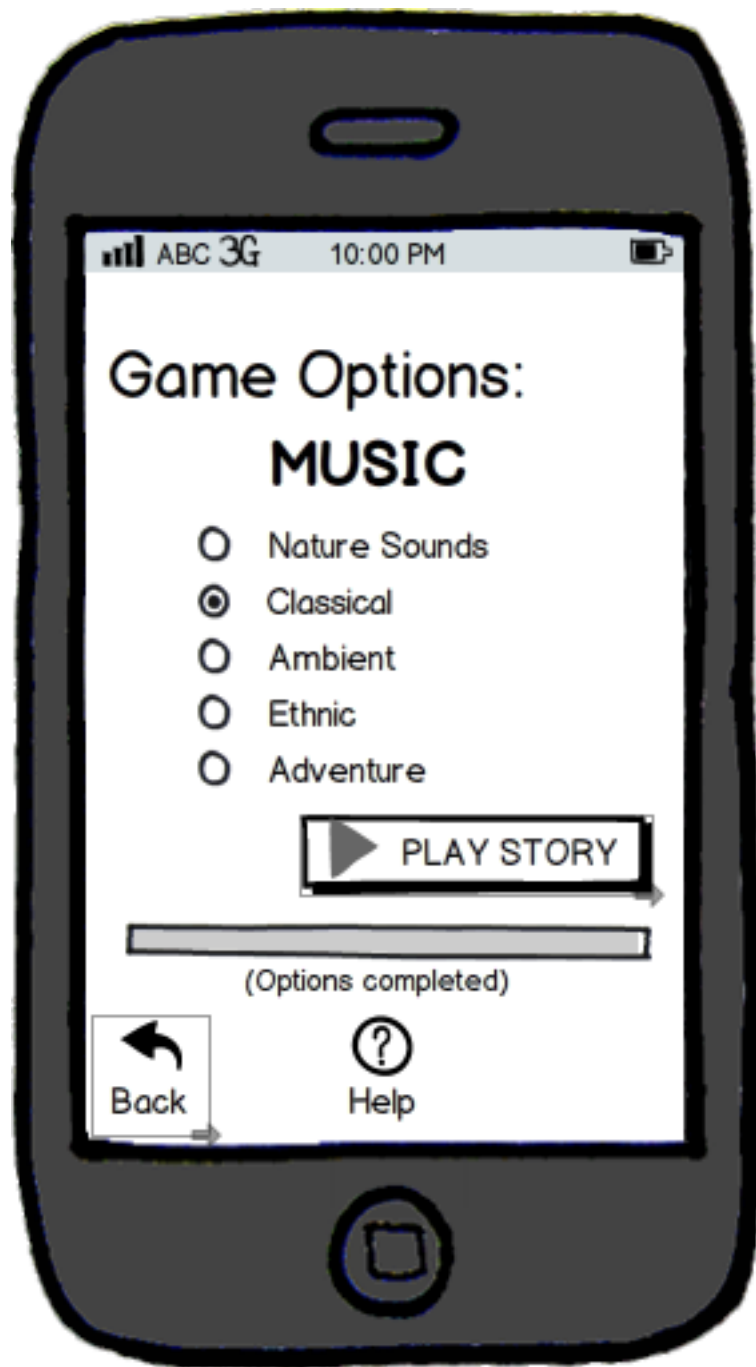 ABC 3G 10:00 PM
Game Options:
MUSIC
Nature Sounds
Classical
Ambient
Ethnic
Adventure
PLAY STORY
(Options completed)
?
Back Help